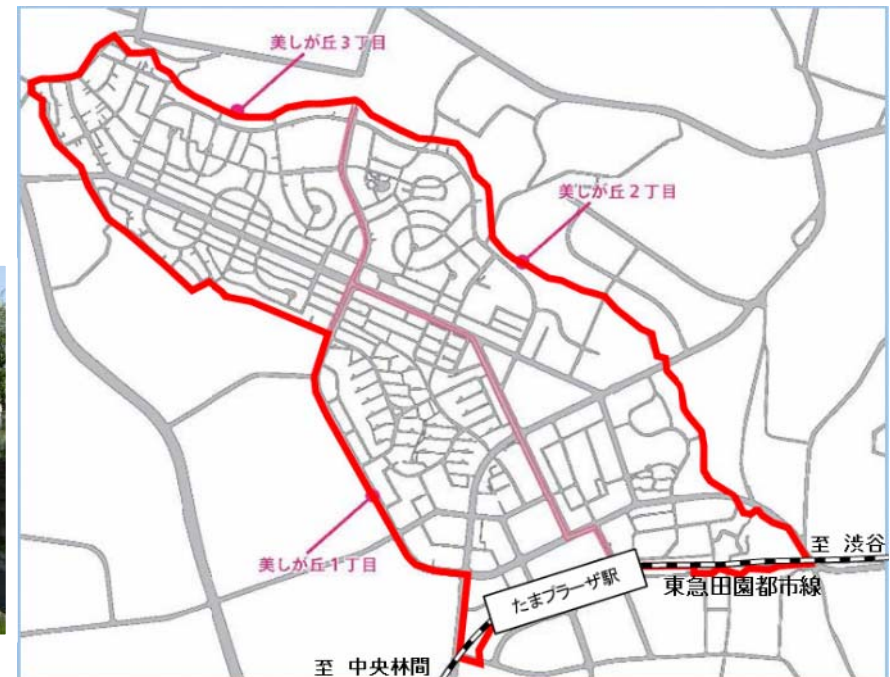 美しが丘3丁目
美しが丘2丁目
美しが丘1丁目
至 渋谷
たまプラーザ駅
東急田園都市線
至 中央林間